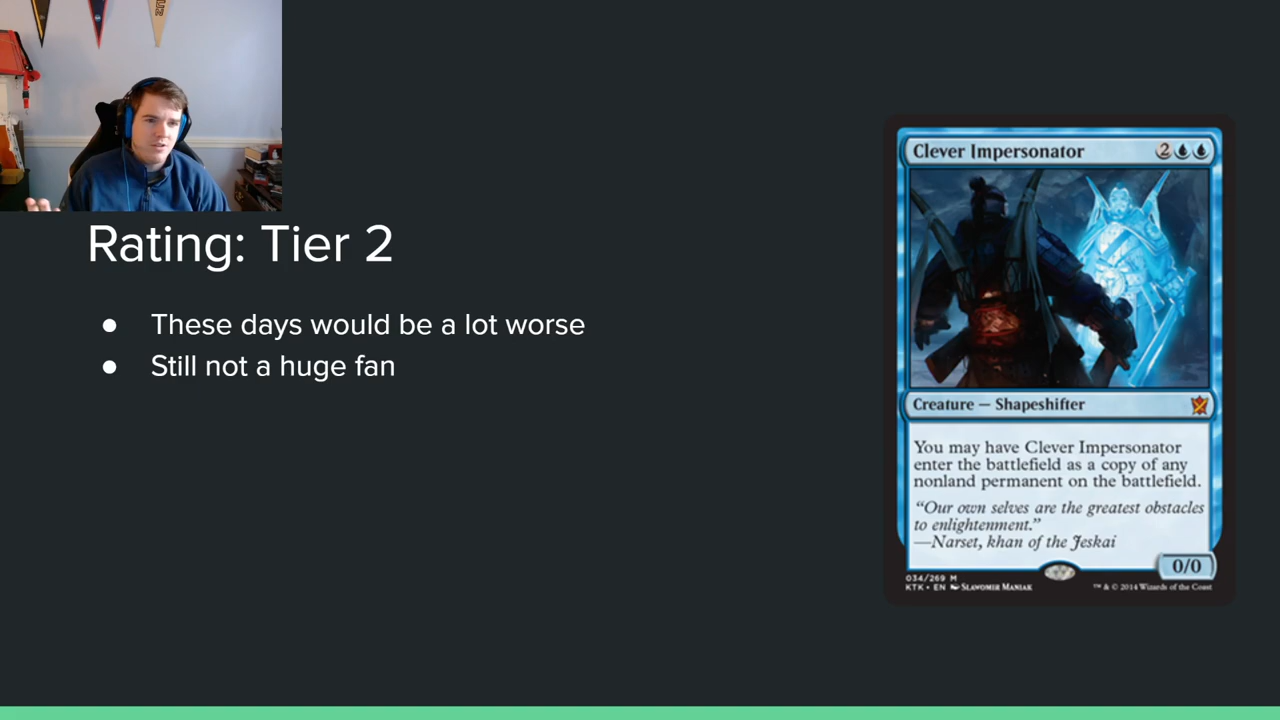 Rating: Tier 2
● These days would be a lot worse
● Still not a huge fan
Clever Impersonator 2
Creature — Shapeshifter
You may have Clever Impersonator
enter the battlefield as a copy of any
nonland permanent on the battlefield.
“Our own selves are the greatest obstacles
to enlightenment.”
—Narset, khan of the Jeskai
0/0
034/269 M
KTK • EN Slawomir Maniak
™ & © 2014 Wizards of the Coast